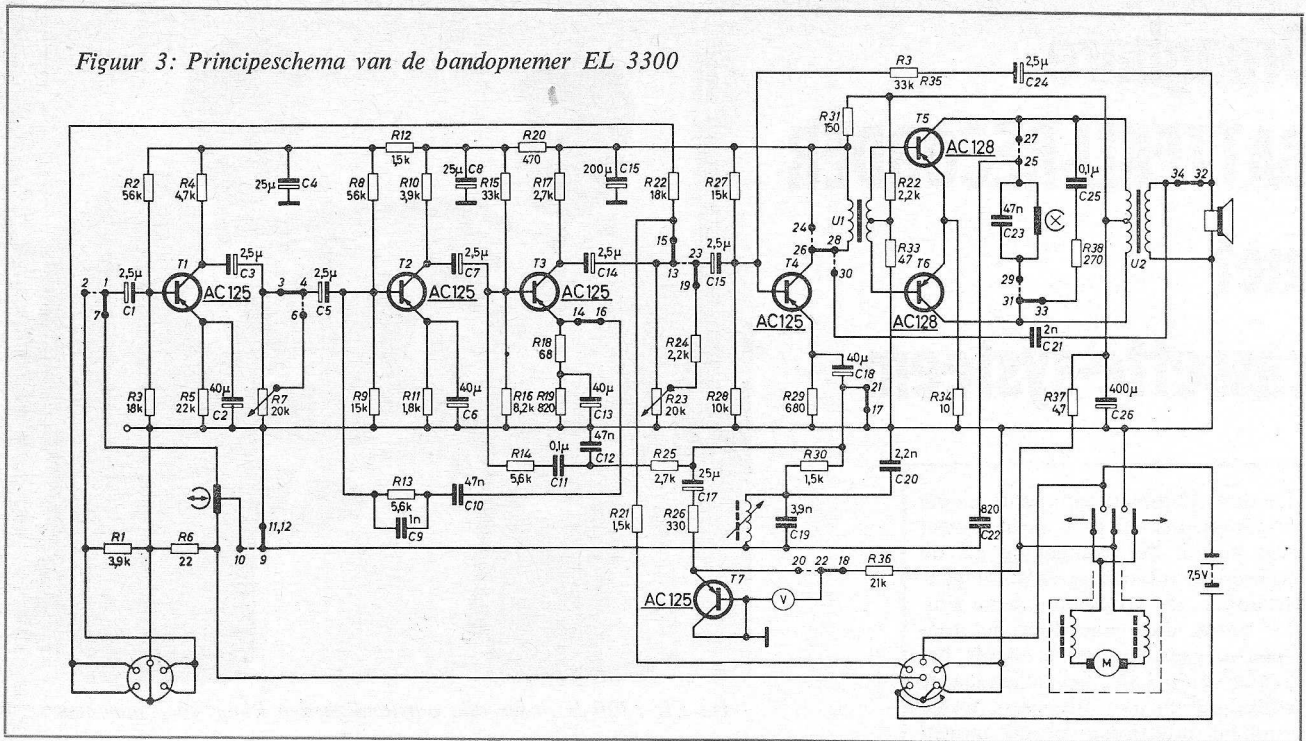 Figuur 3: Principeschema van de bandopnemer EL 3300
R3
33k
R35
2,5µ
C24
R31
150
T5
AC128
27
25
R12
1,5k
R20
470
R2
56k
R4
4,7k
25µ
C4
R8
56k
R10
3,9k
25µ
C8
R15
33k
R17
2,7k
200µ
C15
R22
18k
R27
15k
24
26
28
30
U1
R22
2,2k
0,1µ
C25
47n
C23
34
32
2
1
7
2,5µ
C1
T1
AC125
2,5µ
C3
3
4
6
2,5µ
C5
T2
AC125
2,5µ
C7
T3
AC125
2,5µ
C14
14
16
15
13
23
19
2,5µ
C15
T4
AC125
R33
47
T6
AC128
29
31
33
R38
270
U2
2n
C21
R18
68
R24
2,2k
40µ
C18
21
17
R3
18k
R5
22k
40µ
C2
R7
20k
R9
15k
R11
1,8k
40µ
C6
R16
8,2k
R19
820
40µ
C13
R23
20k
R28
10k
R29
680
R34
10
R37
4,7
400µ
C26
47n
C12
R14
5,6k
0,1µ
C11
R25
2,7k
R30
1,5k
2,2n
C20
R13
5,6k
1n
C9
47n
C10
25µ
C17
R21
1,5k
R26
330
3,9n
C19
820
C22
11,12
R1
3,9k
R6
22
10
9
20
22
18
R36
21k
7,5V
AC125
T7
V
M